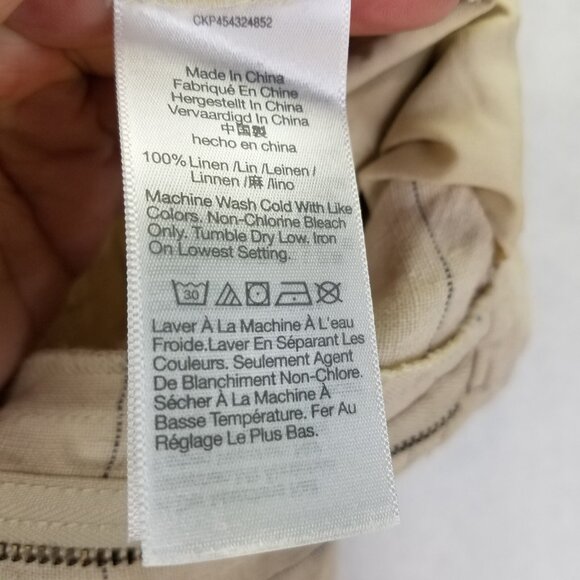 CKP454324852
Made In China
Fabriqué En Chine
Hergestellt In China
Vervaardigd In China
中国製
hecho en china
100% Linen /Lin /Leinen /
Linnen /麻 /lino
Machine Wash Cold With Like
Colors. Non-Chlorine Bleach
Only. Tumble Dry Low. Iron
On Lowest Setting.
30
Laver À La Machine À L'eau
Froide.Laver En Séparant Les
Couleurs. Seulement Agent
De Blanchiment Non-Chlore.
Sécher À La Machine À
Basse Température. Fer Au
Réglage Le Plus Bas.